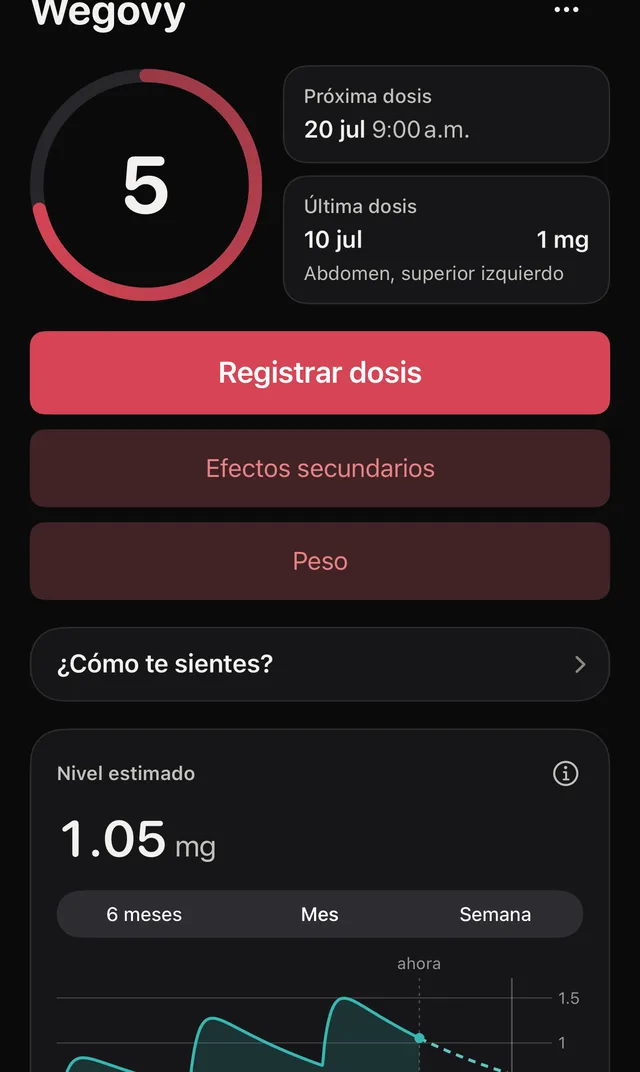 Wegovy
5
Próxima dosis
20 jul 9:00 a.m.
Última dosis
10 jul 1 mg
Abdomen, superior izquierdo
Registrar dosis
Efectos secundarios
Peso
¿Cómo te sientes?
Nivel estimado
1.05 mg
6 meses Mes Semana
ahora
1.5
1